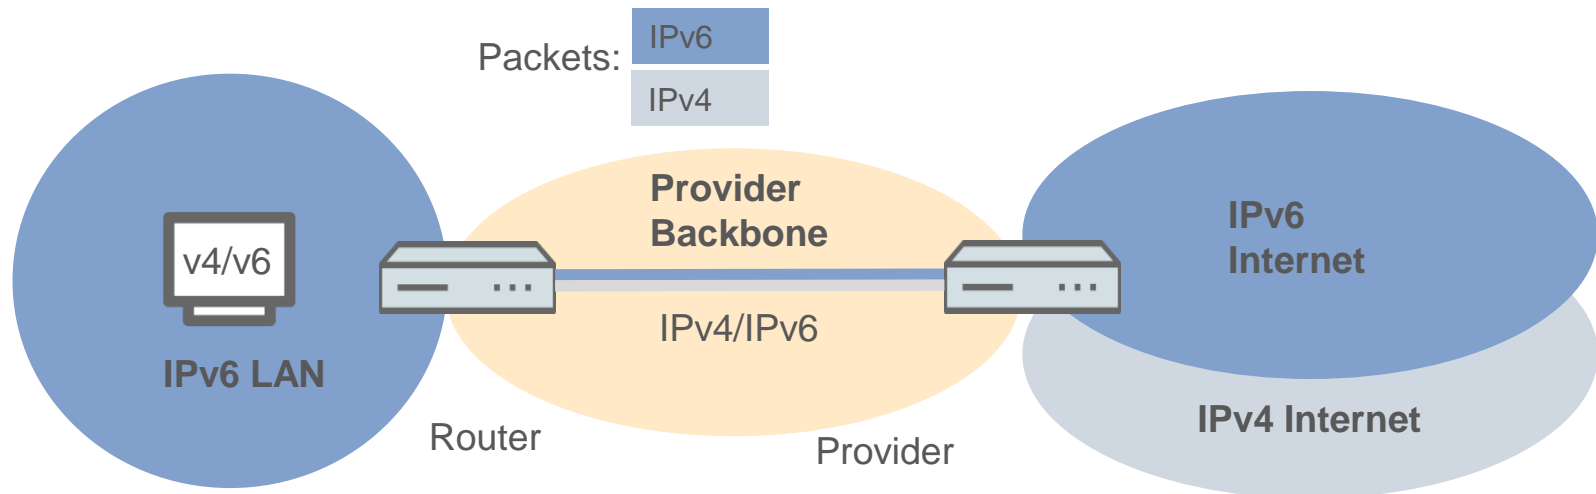 Packets:
IPv6
IPv4
Provider
Backbone
v4/v6
IPv4/IPv6
IPv6 LAN
Router
Provider
IPv6
Internet
IPv4 Internet